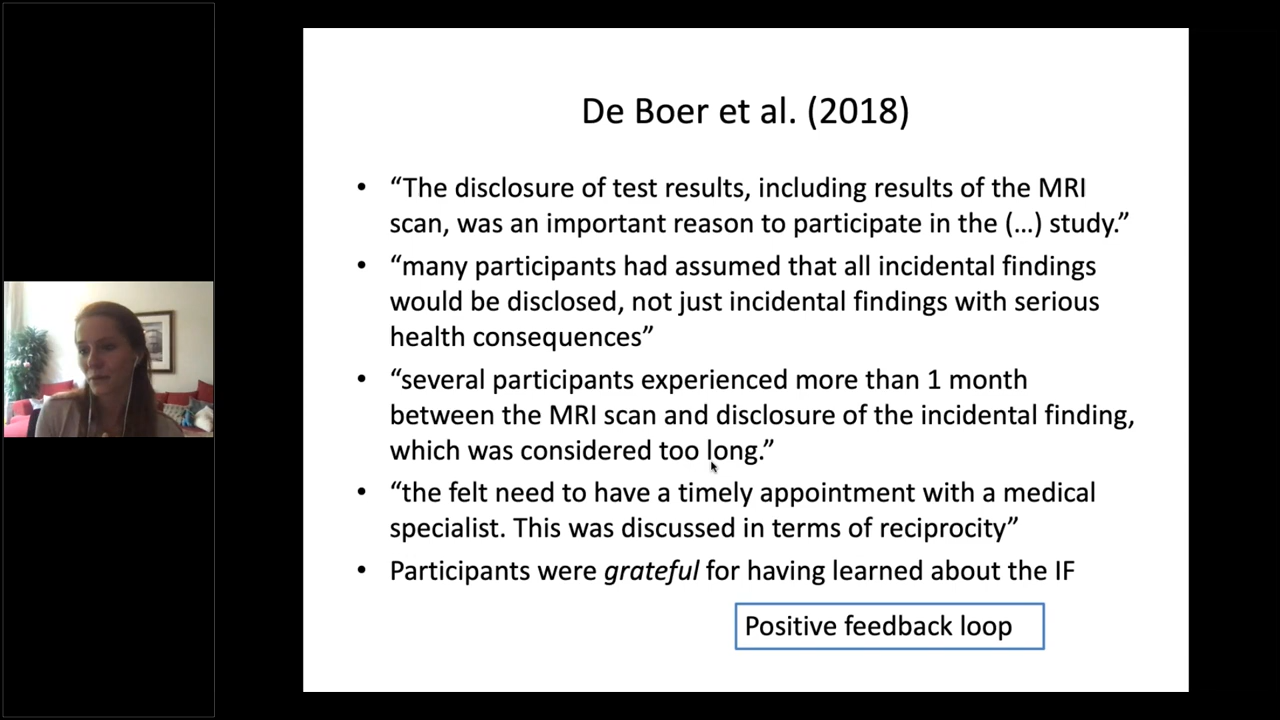 De Boer et al. (2018)
• “The disclosure of test results, including results of the MRI
scan, was an important reason to participate in the (…) study.”
• “many participants had assumed that all incidental findings
would be disclosed, not just incidental findings with serious
health consequences”
• “several participants experienced more than 1 month
between the MRI scan and disclosure of the incidental finding,
which was considered too long.”
• “the felt need to have a timely appointment with a medical
specialist. This was discussed in terms of reciprocity”
• Participants were grateful for having learned about the IF
Positive feedback loop